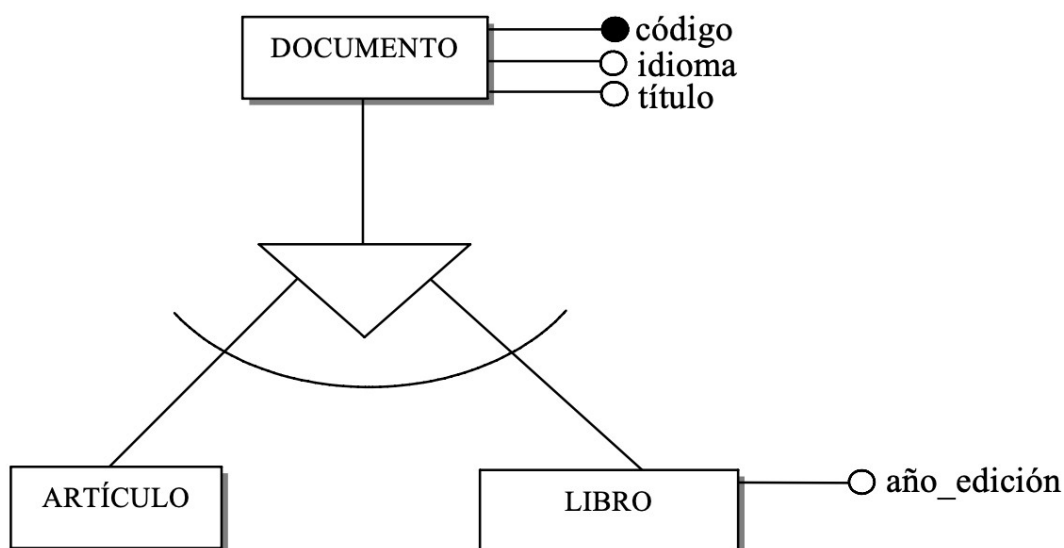 DOCUMENTO
código
idioma
título
ARTÍCULO
LIBRO
año_edición